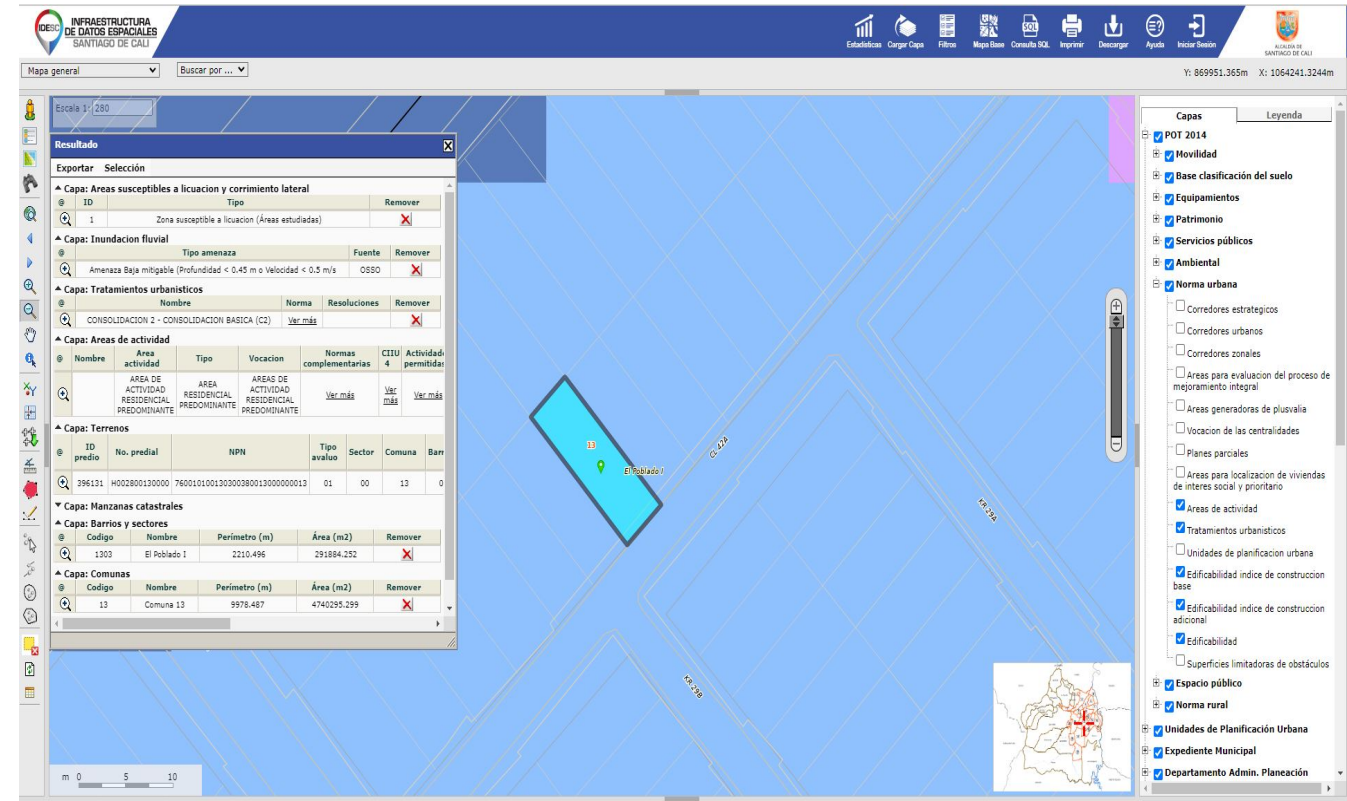 IDESC INFRAESTRUCTURA
DE DATOS ESPACIALES
SANTIAGO DE CALI
Estadísticas Cargar Capa Filtros Mapa Base Consulta SQL Imprimir Descargar Ayuda Iniciar Sesión
ALCALDÍA DE
SANTIAGO DE CALI
Mapa general Buscar por ... Y: 869951.365m X: 1064241.3244m
Escala 1: 280
Resultado
Exportar Selección
Capa: Areas susceptibles a licuacion y corrimiento lateral
@ ID Tipo Remover
1 Zona susceptible a licuacion (Áreas estudiadas)
Capa: Inundacion fluvial
@ Tipo amenaza Fuente Remover
Amenaza Baja mitigable (Profundidad < 0.45 m o Velocidad < 0.5 m/s OSSO
Capa: Tratamientos urbanisticos
@ Nombre Norma Resoluciones Remover
CONSOLIDACION 2 - CONSOLIDACION BASICA (C2) Ver más
Capa: Areas de actividad
@ Nombre Area actividad Tipo Vocacion Normas complementarias CIIU 4 Actividade permitidas
AREA DE ACTIVIDAD RESIDENCIAL PREDOMINANTE AREA RESIDENCIAL PREDOMINANTE AREAS DE ACTIVIDAD RESIDENCIAL PREDOMINANTE Ver más Ver más Ver más
Capa: Terrenos
@ ID predio No. predial NPN Tipo avaluo Sector Comuna Barr
396131 H002800130000 760010100130300380013000000013 01 00 13 0
Capa: Manzanas catastrales
Capa: Barrios y sectores
@ Codigo Nombre Perímetro (m) Área (m2) Remover
1303 El Poblado I 2210.496 291884.252
Capa: Comunas
@ Codigo Nombre Perímetro (m) Área (m2) Remover
13 Comuna 13 9978.487 4740295.299
13
El Poblado I
CL 42A
KR 29A
KR 29B
m 0 5 10
Capas Leyenda
POT 2014
Movilidad
Base clasificación del suelo
Equipamientos
Patrimonio
Servicios públicos
Ambiental
Norma urbana
Corredores estrategicos
Corredores urbanos
Corredores zonales
Areas para evaluacion del proceso de
mejoramiento integral
Areas generadoras de plusvalia
Vocacion de las centralidades
Planes parciales
Areas para localizacion de viviendas
de interes social y prioritario
Areas de actividad
Tratamientos urbanisticos
Unidades de planificacion urbana
Edificabilidad indice de construccion
base
Edificabilidad indice de construccion
adicional
Edificabilidad
Superficies limitadoras de obstáculos
Espacio público
Norma rural
Unidades de Planificación Urbana
Expediente Municipal
Departamento Admin. Planeación